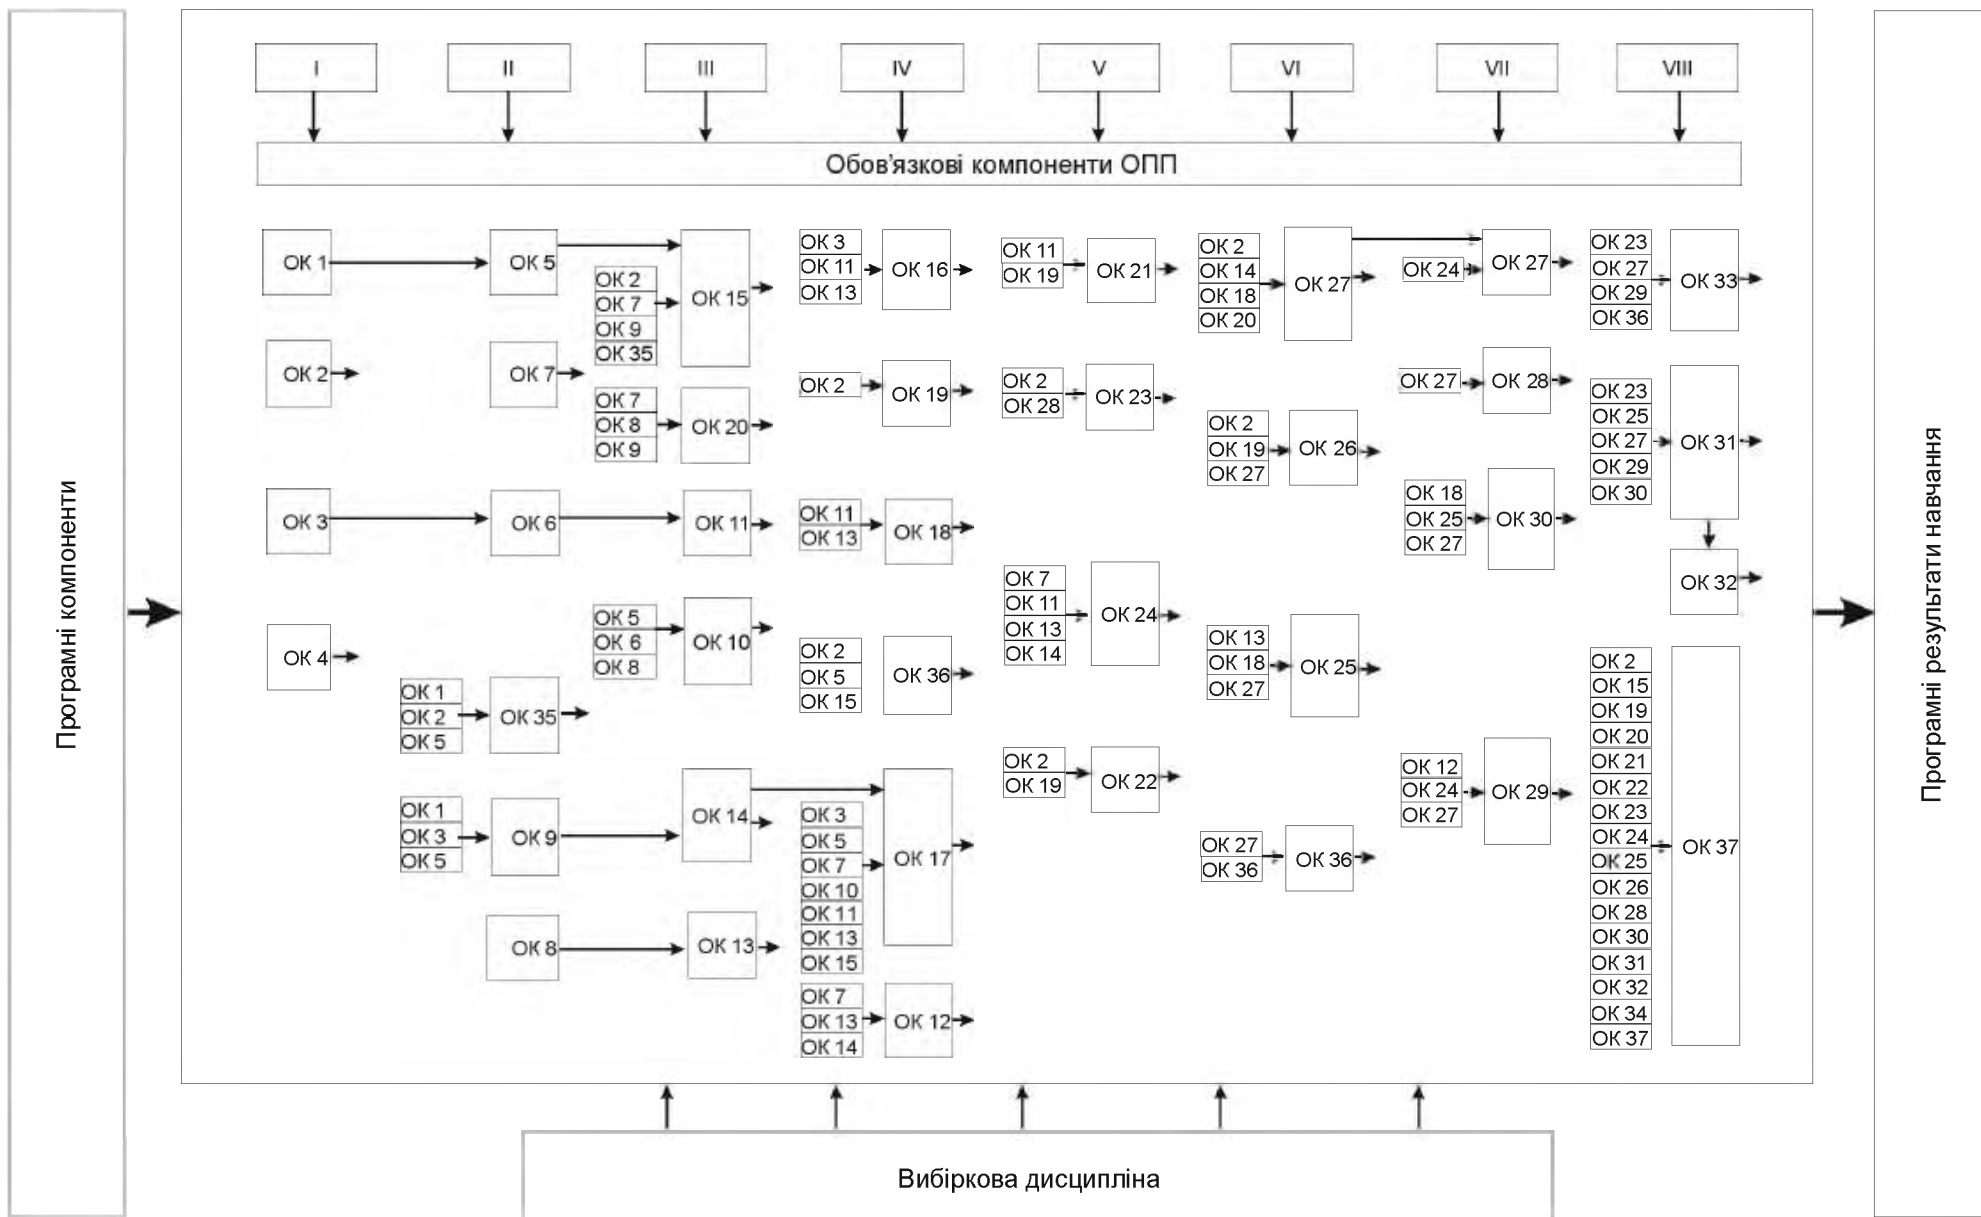 Програмні компоненти
I
II
III
IV
V
VI
VII
VIII
Обов'язкові компоненти ОПП
ОК 1
ОК 2
ОК 3
ОК 4
ОК 5
ОК 7
ОК 6
ОК 1
ОК 2
ОК 5
ОК 35
ОК 1
ОК 3
ОК 5
ОК 9
ОК 8
ОК 2
ОК 7
ОК 9
ОК 35
ОК 15
ОК 7
ОК 8
ОК 9
ОК 20
ОК 11
ОК 5
ОК 6
ОК 8
ОК 10
ОК 14
ОК 13
ОК 3
ОК 11
ОК 13
ОК 16
ОК 2
ОК 19
ОК 11
ОК 13
ОК 18
ОК 2
ОК 5
ОК 15
ОК 36
ОК 3
ОК 5
ОК 7
ОК 10
ОК 11
ОК 13
ОК 15
ОК 17
ОК 7
ОК 13
ОК 14
ОК 12
ОК 11
ОК 19
ОК 21
ОК 2
ОК 28
ОК 23
ОК 7
ОК 11
ОК 13
ОК 14
ОК 24
ОК 2
ОК 19
ОК 22
ОК 2
ОК 14
ОК 18
ОК 20
ОК 27
ОК 2
ОК 19
ОК 27
ОК 26
ОК 13
ОК 18
ОК 27
ОК 25
ОК 27
ОК 36
ОК 36
ОК 24
ОК 27
ОК 27
ОК 28
ОК 18
ОК 25
ОК 27
ОК 30
ОК 12
ОК 24
ОК 27
ОК 29
ОК 23
ОК 27
ОК 29
ОК 36
ОК 33
ОК 23
ОК 25
ОК 27
ОК 29
ОК 30
ОК 31
ОК 32
ОК 2
ОК 15
ОК 19
ОК 20
ОК 21
ОК 22
ОК 23
ОК 24
ОК 25
ОК 26
ОК 28
ОК 30
ОК 31
ОК 32
ОК 34
ОК 37
ОК 37
Вибіркова дисципліна
Програмні результати навчання